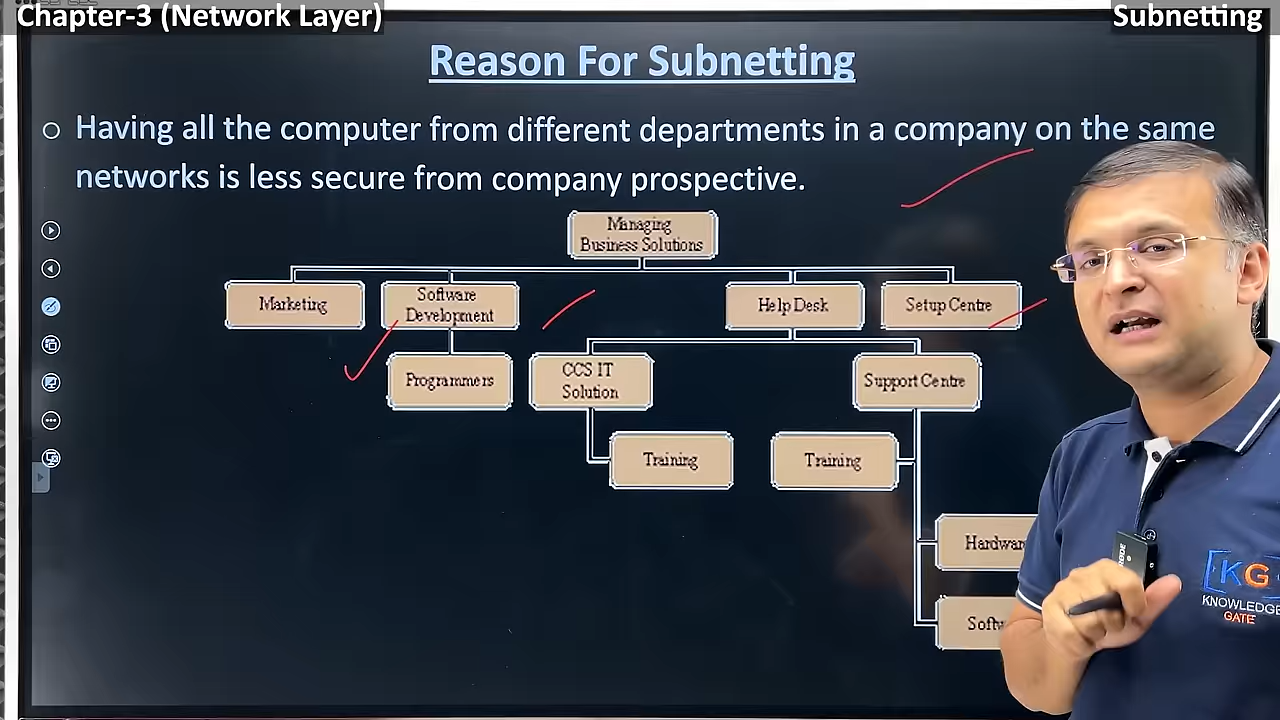 Chapter-3 (Network Layer)
Subnetting
Reason For Subnetting
Having all the computer from different departments in a company on the same
networks is less secure from company prospective.
Managing
Business Solutions
Marketing
Software
Development
Help Desk
Setup Centre
Programmers
CCS IT
Solution
Support Centre
Training
Training
KG
KNOWLEDGE
GATE